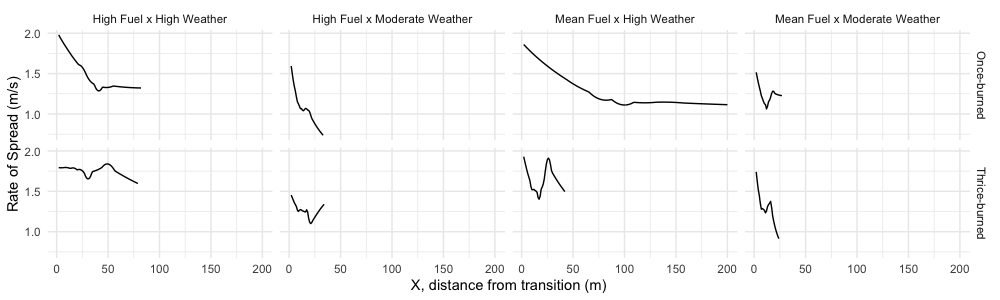 High Fuel x High Weather
High Fuel x Moderate Weather
Mean Fuel x High Weather
Mean Fuel x Moderate Weather
2.0
1.5
1.0
Once-burned
2.0
1.5
1.0
Thrice-burned
Rate of Spread (m/s)
0 50 100 150 200
0 50 100 150 200
0 50 100 150 200
0 50 100 150 200
X, distance from transition (m)